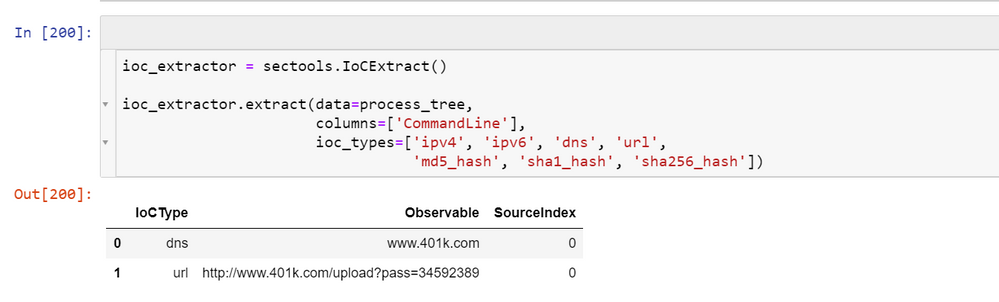 In [200]:
ioc_extractor = sectools.IoCExtract()
ioc_extractor.extract(data=process_tree,
columns=['CommandLine'],
ioc_types=['ipv4', 'ipv6', 'dns', 'url',
'md5_hash', 'sha1_hash', 'sha256_hash'])
Out[200]:
IoCType Observable SourceIndex
0 dns www.401k.com 0
1 url http://www.401k.com/upload?pass=34592389 0